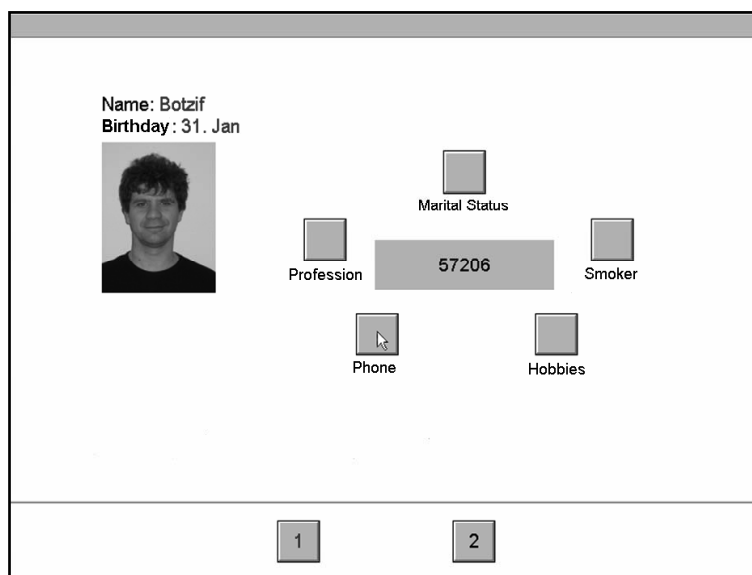 Name: Botzif
Birthday: 31. Jan
Marital Status
Profession
57206
Smoker
Phone
Hobbies
1
2